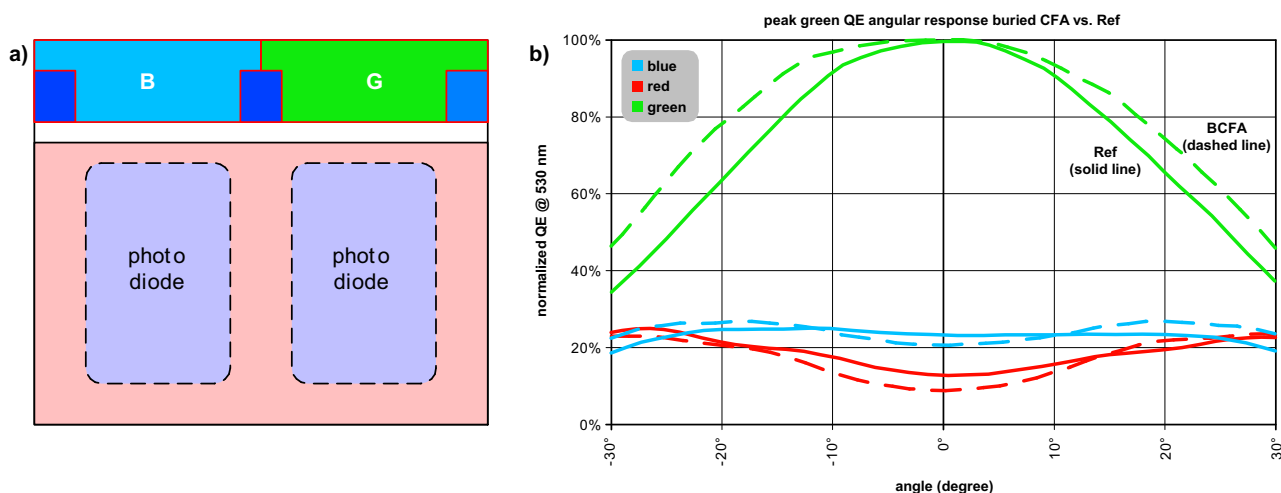 a)
B
G
photo
diode
photo
diode
b)
peak green QE angular response buried CFA vs. Ref
normalized QE @ 530 nm
100%
80%
60%
40%
20%
0%
blue
red
green
BCFA
(dashed line)
Ref
(solid line)
-30°
-20°
-10°
0°
10°
20°
30°
angle (degree)